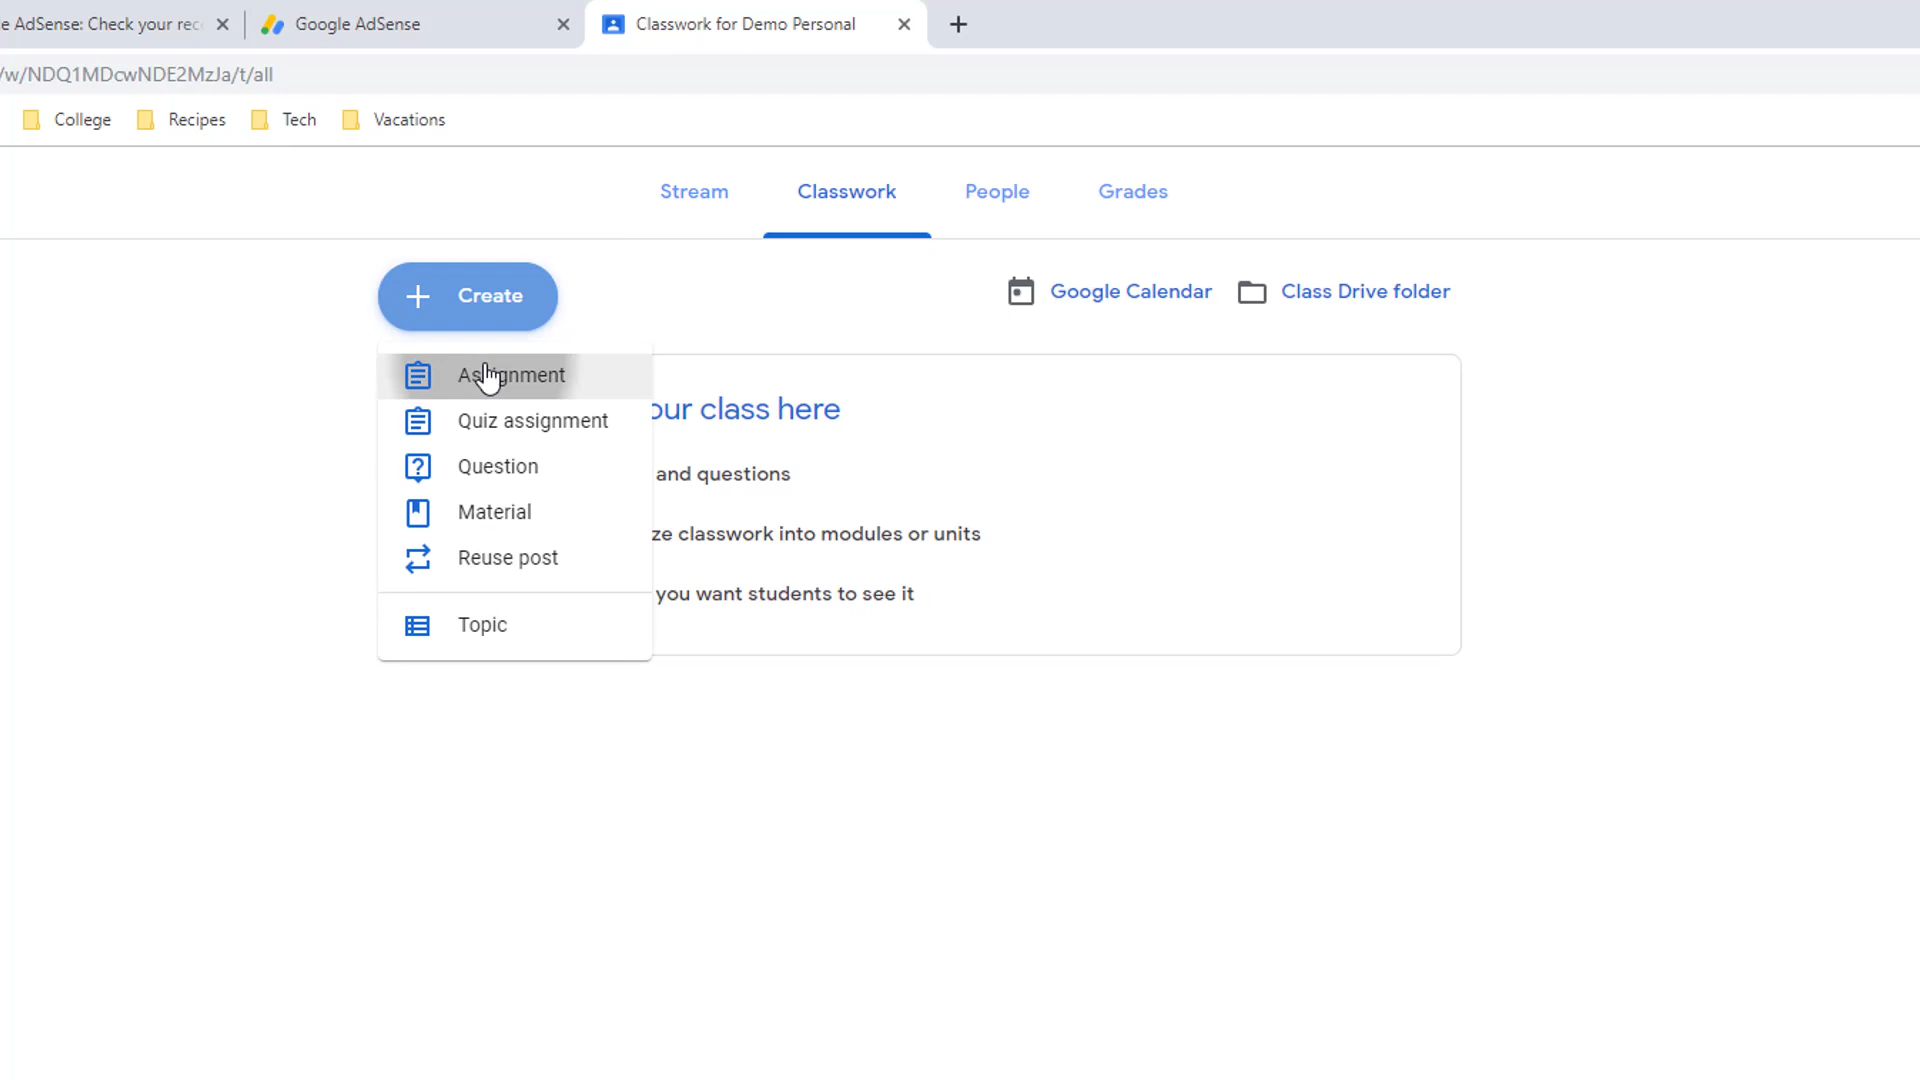 e AdSense: Check your rec
Google AdSense
Classwork for Demo Personal
/w/NDQ1MDcwNDE2MzJa/t/all
College
Recipes
Tech
Vacations
Stream
Classwork
People
Grades
Create
Google Calendar
Class Drive folder
Assignment
Quiz assignment
our class here
Question
and questions
Material
ze classwork into modules or units
Reuse post
you want students to see it
Topic